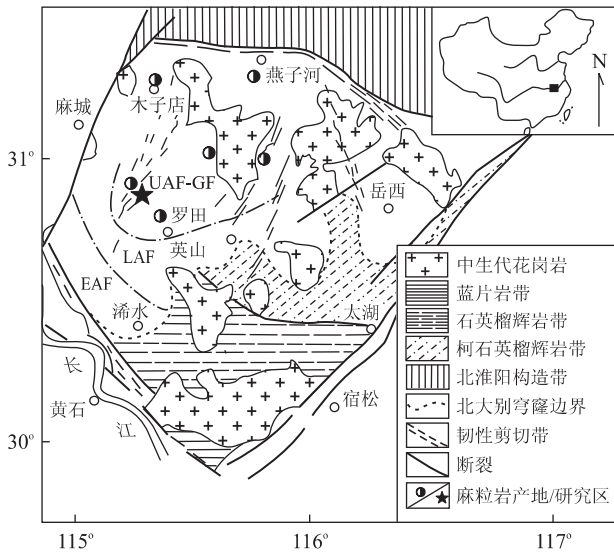 燕子河
麻城
木子店
N
31°
UAF-GF
岳西
罗田
英山
LAF
EAF
浠水
太湖
长
黄石
江
宿松
30°
中生代花岗岩
蓝片岩带
石英榴辉岩带
柯石英榴辉岩带
北淮阳构造带
北大别穹窿边界
韧性剪切带
断裂
麻粒岩产地/研究区
115°
116°
117°